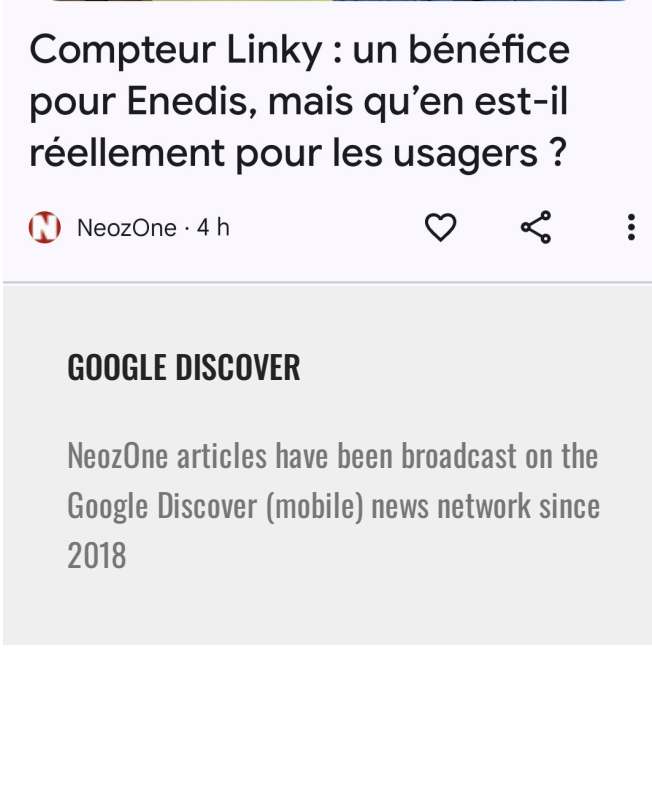 Compteur Linky : un bénéfice
pour Enedis, mais qu’en est-il
réellement pour les usagers ?
N NeozOne · 4 h
GOOGLE DISCOVER
NeozOne articles have been broadcast on the
Google Discover (mobile) news network since
2018